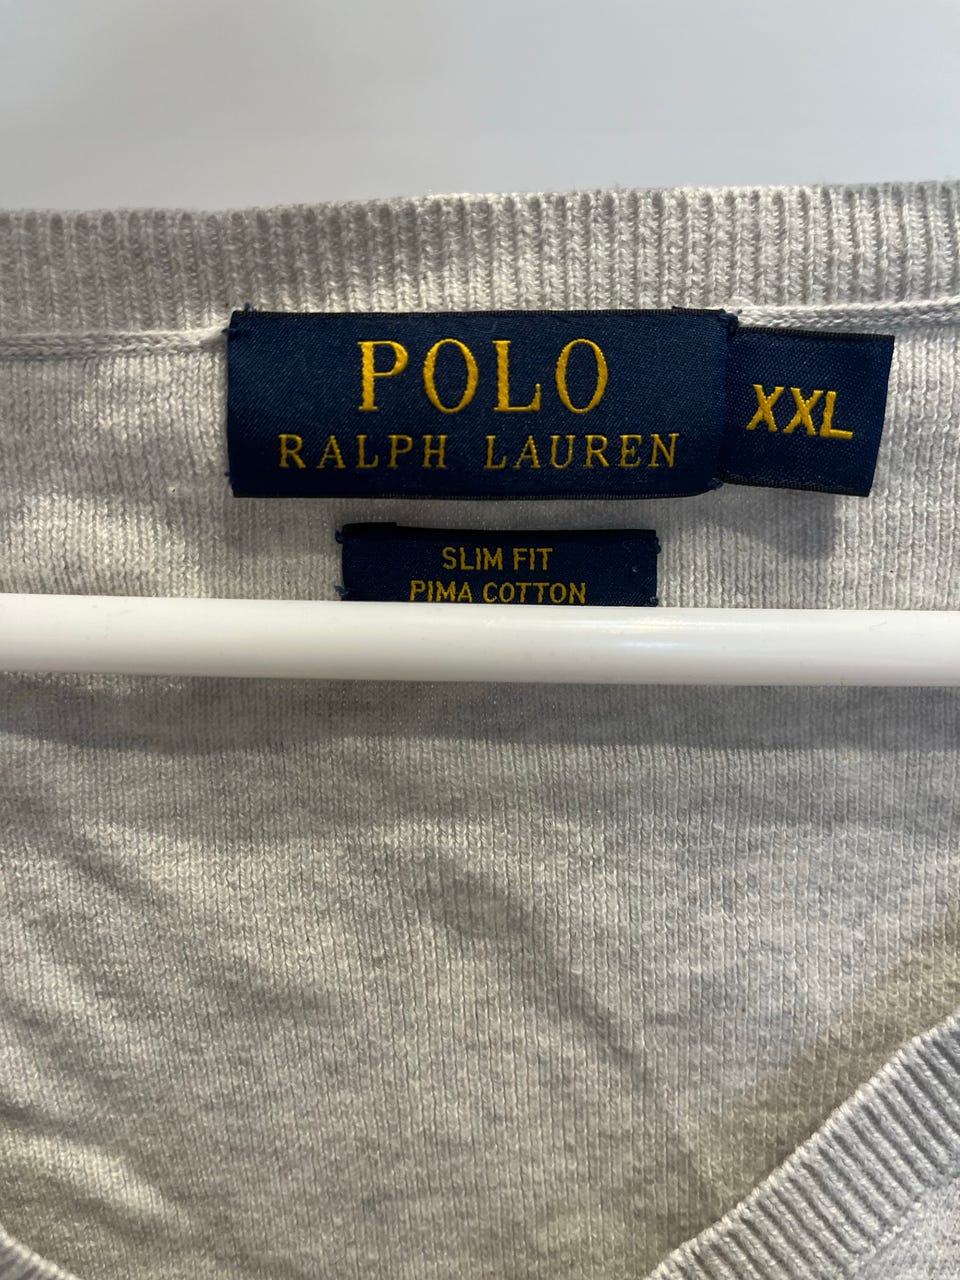 POLO
RALPH LAUREN
XXL
SLIM FIT
PIMA COTTON